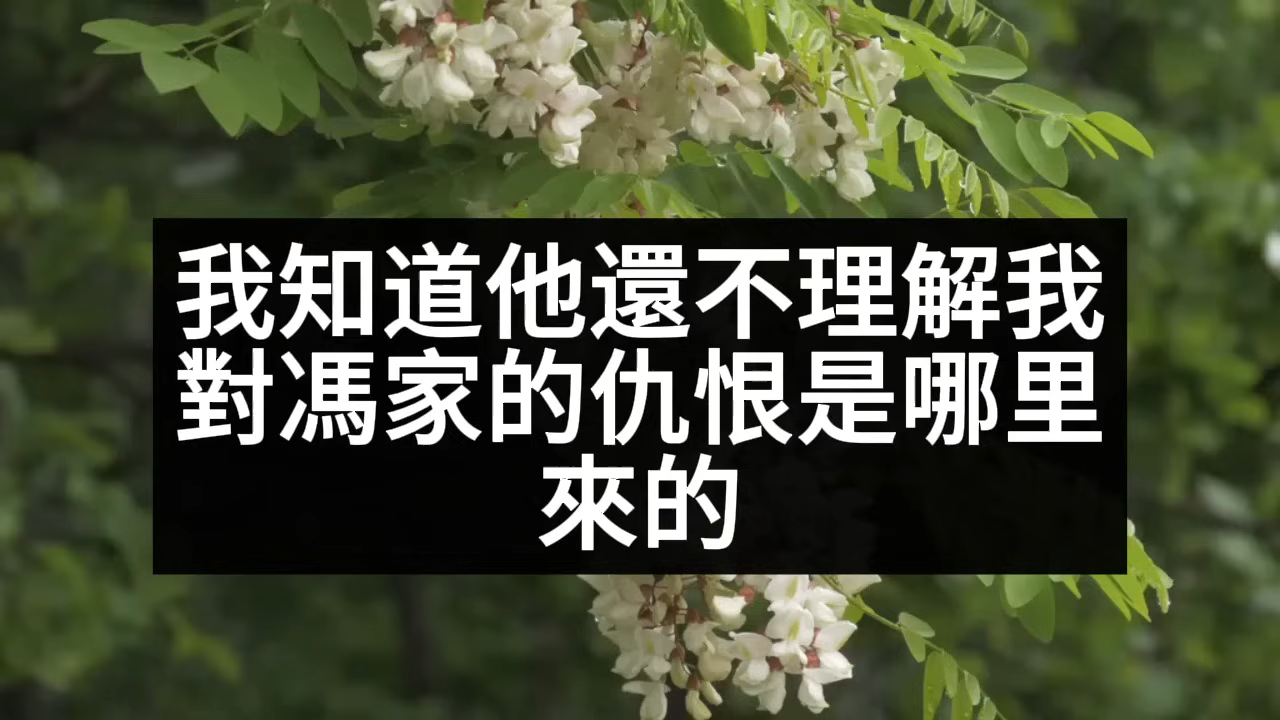 我知道他還不理解我
對馮家的仇恨是哪里
來的